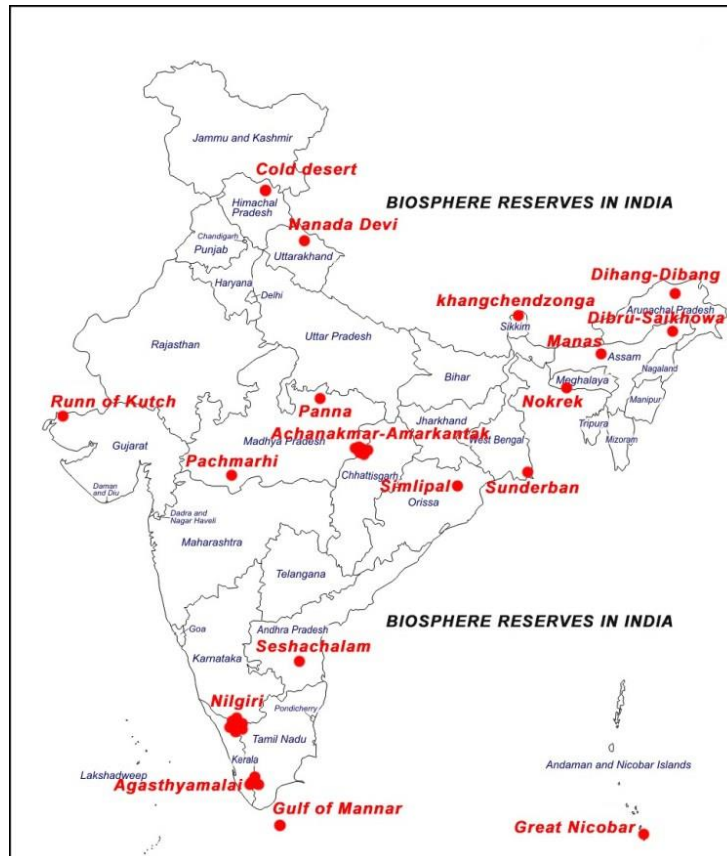 Jammu and Kashmir
Cold desert
Himachal
Pradesh
BIOSPHERE RESERVES IN INDIA
Nanada Devi
Chandigarh
Punjab
Uttarakhand
Haryana
Delhi
Dihang-Dibang
khangchendzonga
Arunachal Pradesh
Dibru-Saikhowa
Sikkim
Uttar Pradesh
Rajasthan
Manas
Assam
Nagaland
Bihar
Meghalaya
Runn of Kutch
Panna
Nokrek
Manipur
Jharkhand
Tripura
Mizoram
Achanakmar-Amarkantak
Madhya Pradesh
West Bengal
Gujarat
Pachmarhi
Chhattisgarh
Simlipal
Sunderban
Orissa
Daman
and Diu
Dadra and
Nagar Haveli
Maharashtra
Telangana
BIOSPHERE RESERVES IN INDIA
Goa
Andhra Pradesh
Seshachalam
Karnataka
Nilgiri
Pondicherry
Tamil Nadu
Kerala
Andaman and Nicobar Islands
Lakshadweep
Agasthyamalai
Gulf of Mannar
Great Nicobar